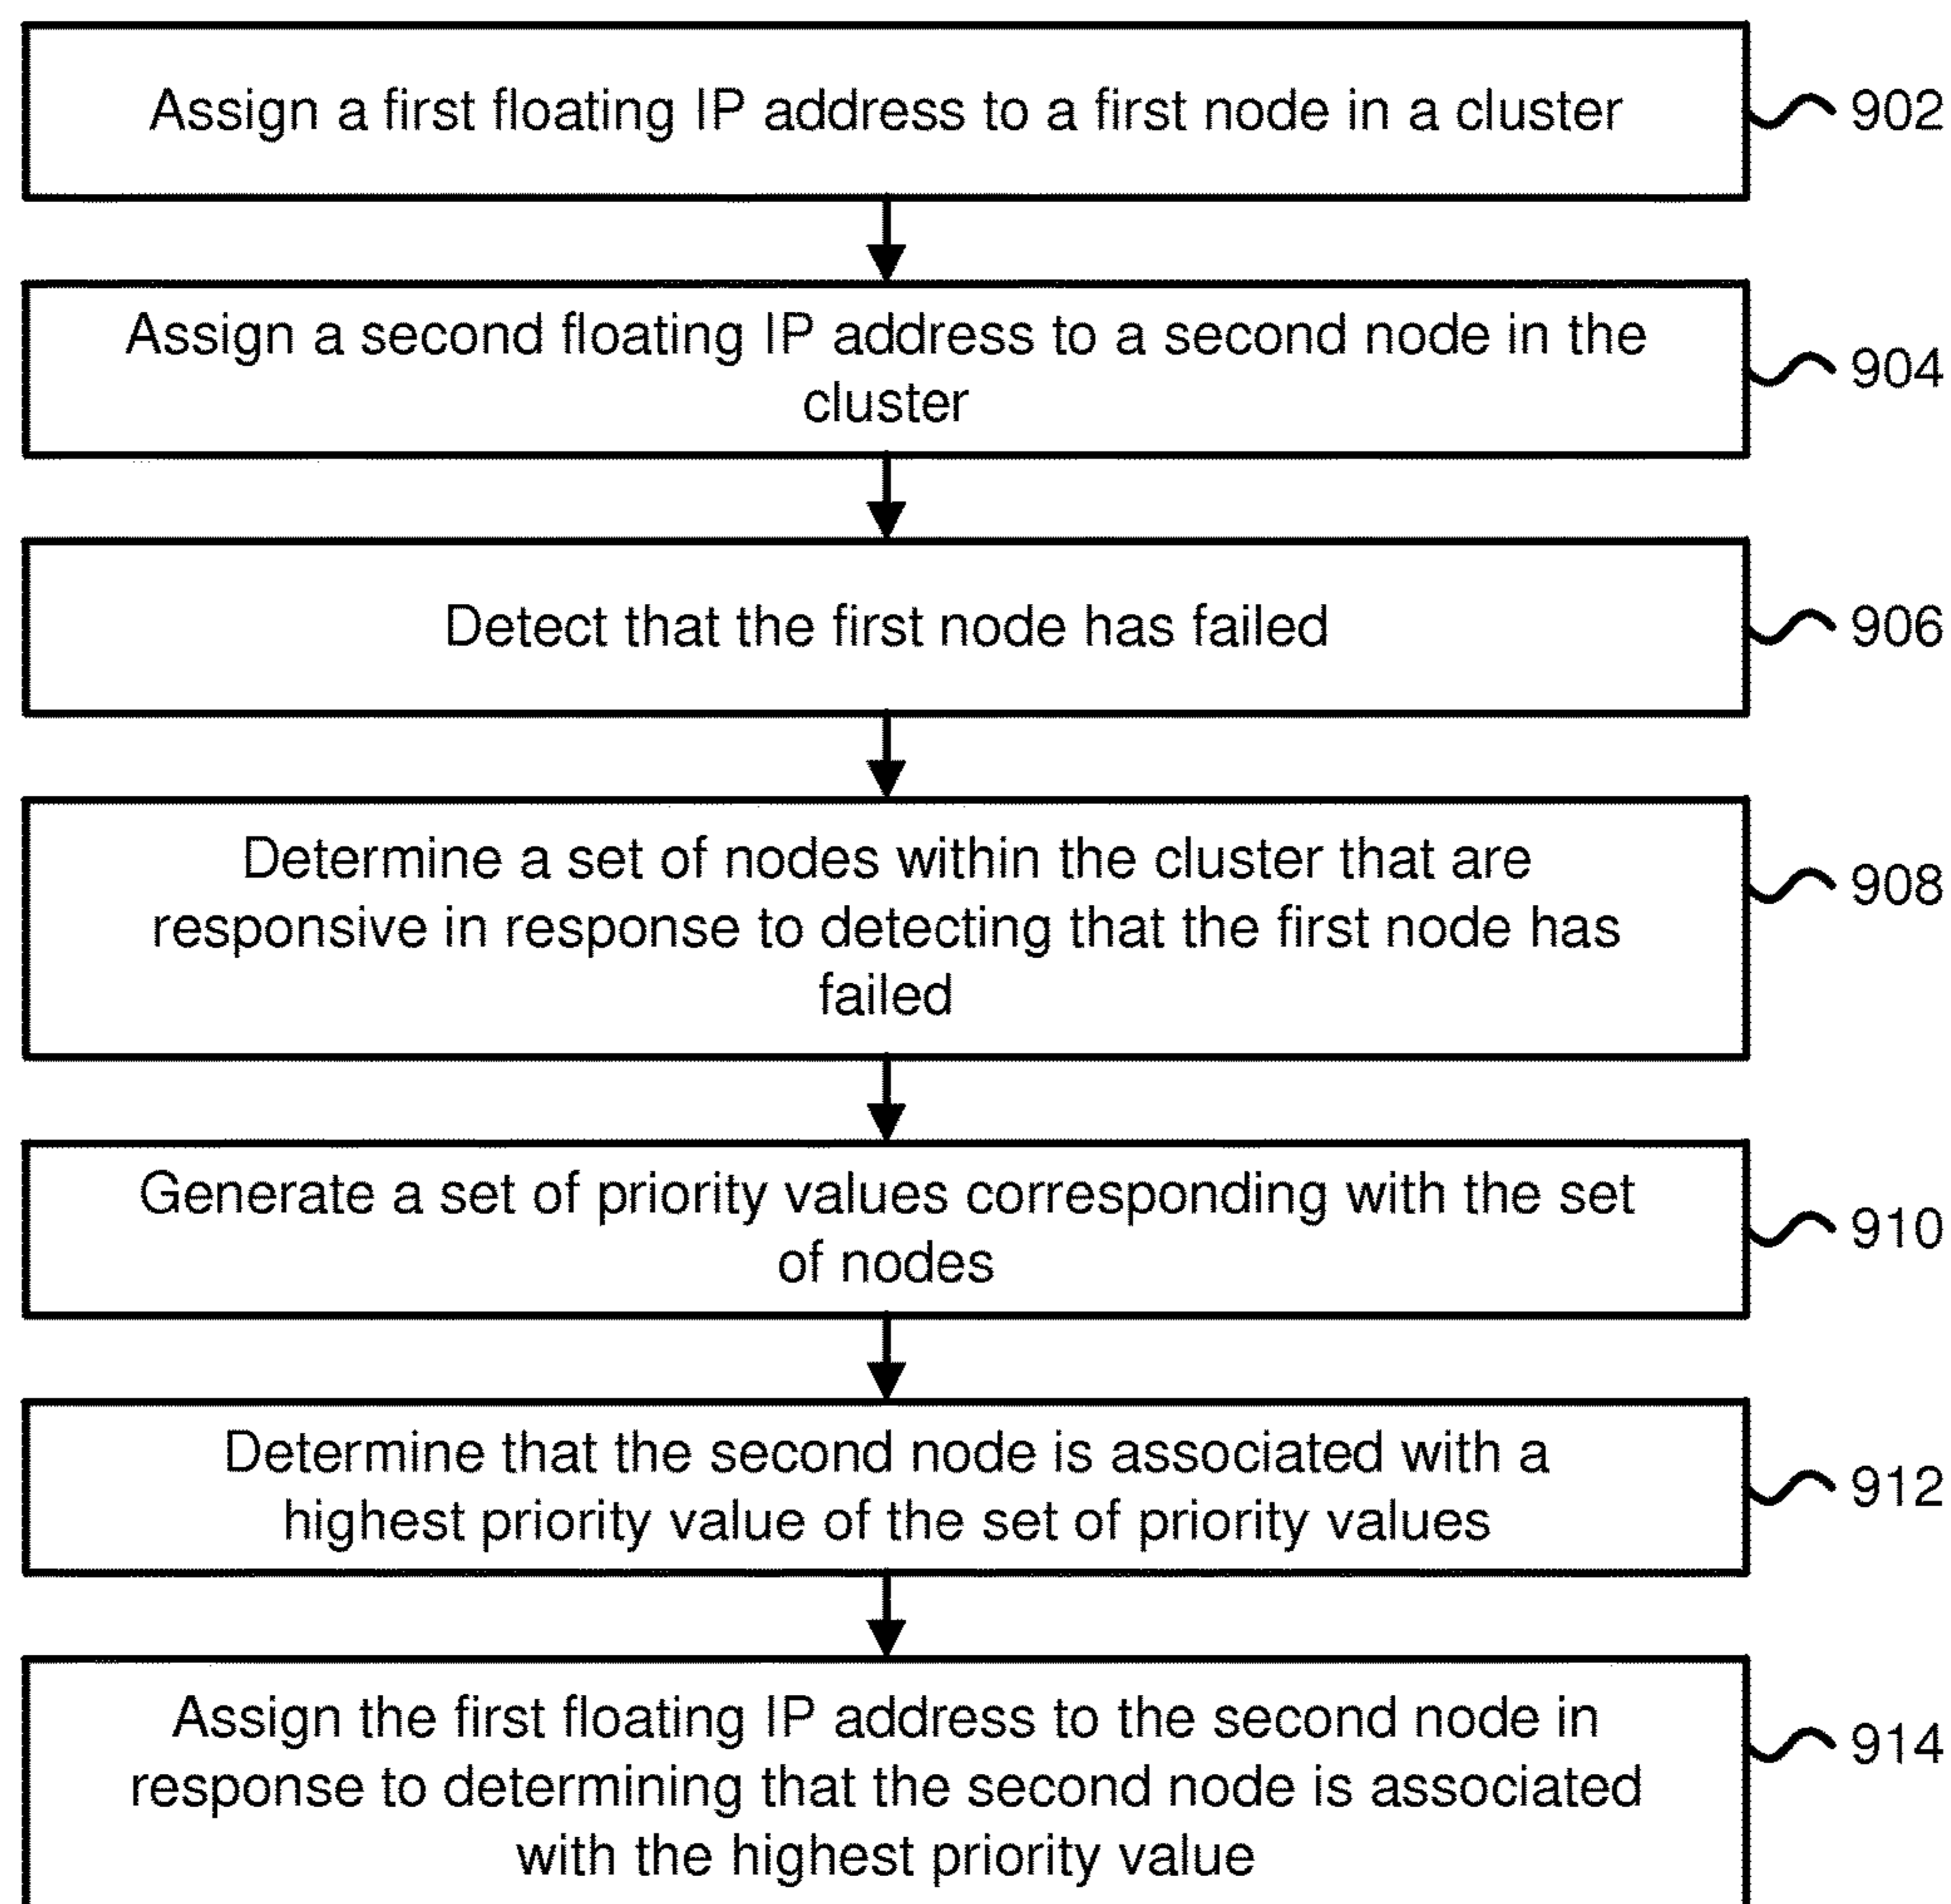 Assign a first floating IP address to a first node in a cluster
902
Assign a second floating IP address to a second node in the
cluster
904
Detect that the first node has failed
906
Determine a set of nodes within the cluster that are
responsive in response to detecting that the first node has
failed
908
Generate a set of priority values corresponding with the set
of nodes
910
Determine that the second node is associated with a
highest priority value of the set of priority values
912
Assign the first floating IP address to the second node in
response to determining that the second node is associated
with the highest priority value
914